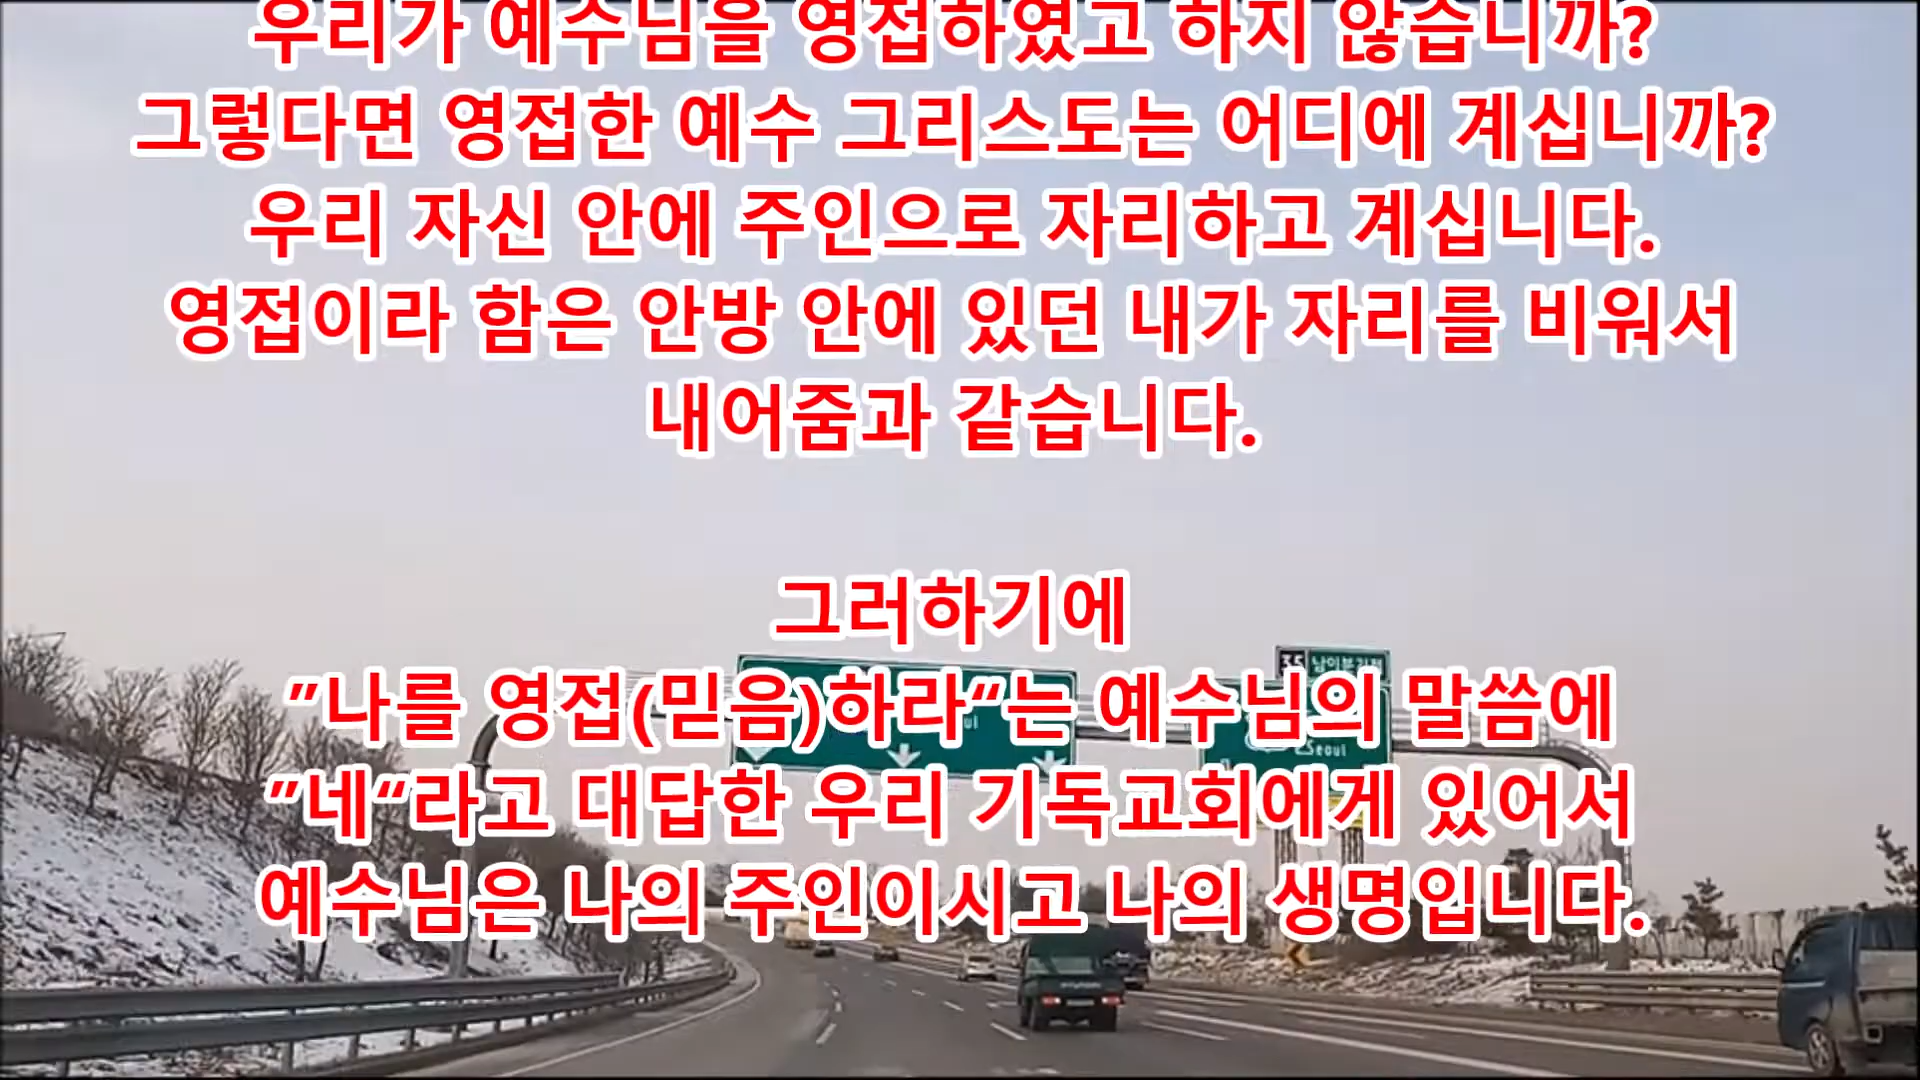 우리가 예수님을 영접하였고 하지 않습니까?
그렇다면 영접한 예수 그리스도는 어디에 계십니까?
우리 자신 안에 주인으로 자리하고 계십니다.
영접이라 함은 안방 안에 있던 내가 자리를 비워서
내어줌과 같습니다.
그러하기에
35 남이분기점
”나를 영접(믿음)하라“는 예수님의 말씀에
Seoul
”네“라고 대답한 우리 기독교회에게 있어서
예수님은 나의 주인이시고 나의 생명입니다.